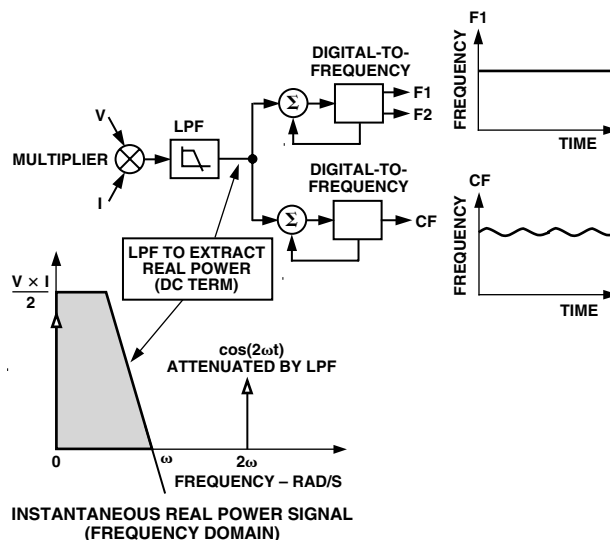 DIGITAL-TO-
FREQUENCY
F1
F2
Σ
V
LPF
MULTIPLIER
I
DIGITAL-TO-
FREQUENCY
Σ
CF
F1
FREQUENCY
TIME
CF
FREQUENCY
TIME
LPF TO EXTRACT
REAL POWER
(DC TERM)
V × I
2
cos(2ωt)
ATTENUATED BY LPF
0
ω
2ω
FREQUENCY – RAD/S
INSTANTANEOUS REAL POWER SIGNAL
(FREQUENCY DOMAIN)